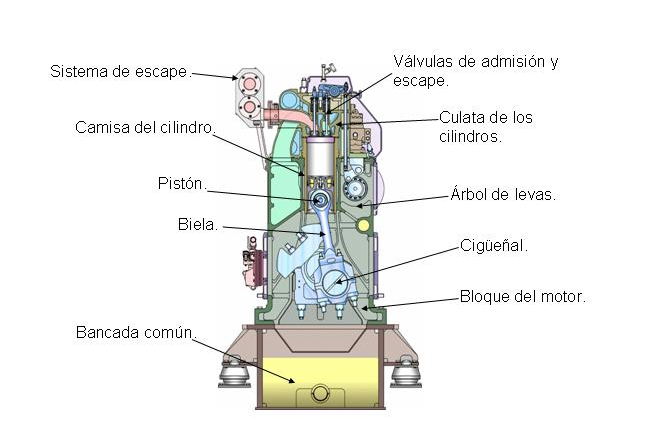 Sistema de escape.
Válvulas de admisión y
escape.
Camisa del cilindro.
Culata de los
cilindros.
Pistón.
Árbol de levas.
Biela.
Cigüeñal.
Bloque del motor.
Bancada común